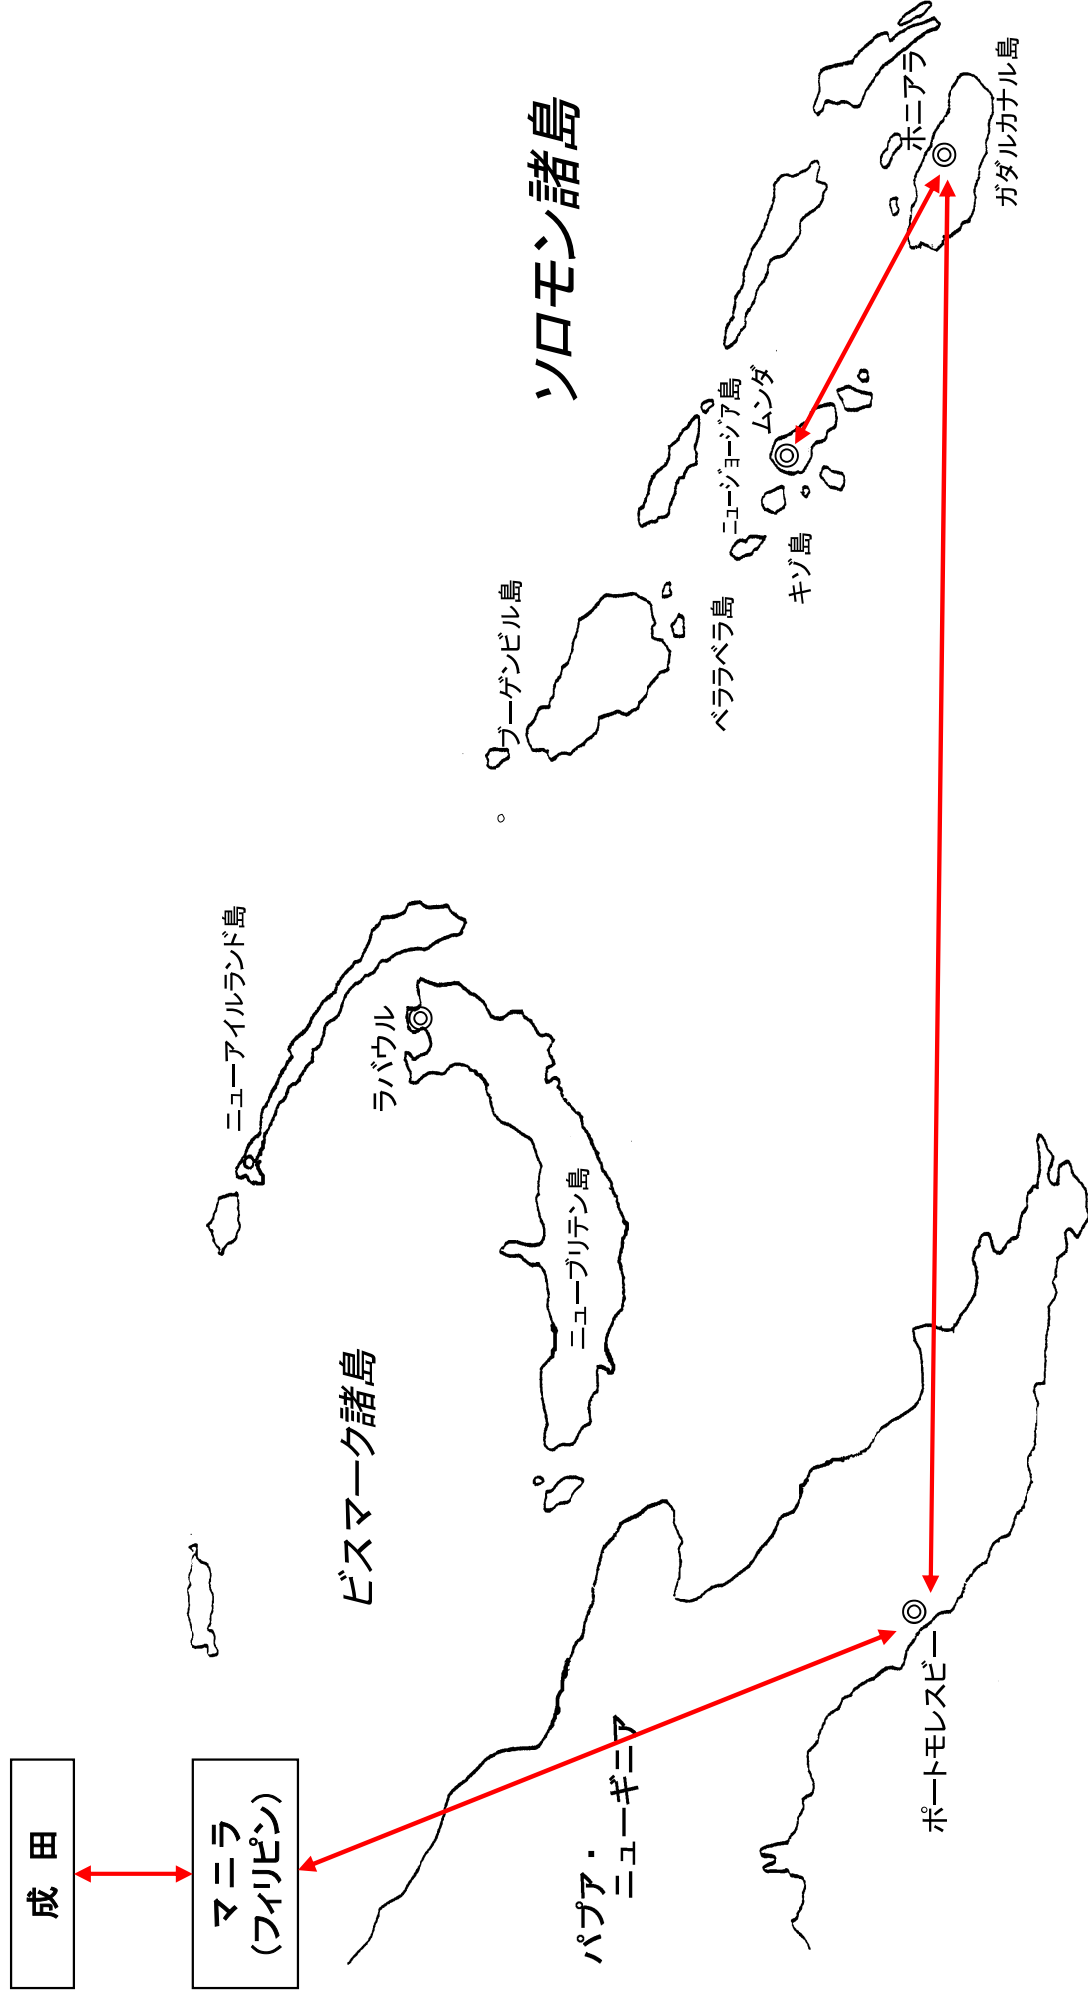 成　田
マニラ
（フィリピン）
ビスマーク諸島
ニューアイルランド島
ラバウル
ニューブリテン島
パプア・
ニューギニア
ポートモレスビー
ソロモン諸島
ブーゲンビル島
ベララベラ島
キゾ島
ニュージョージア島
ムンダ
ホニアラ
ガダルカナル島